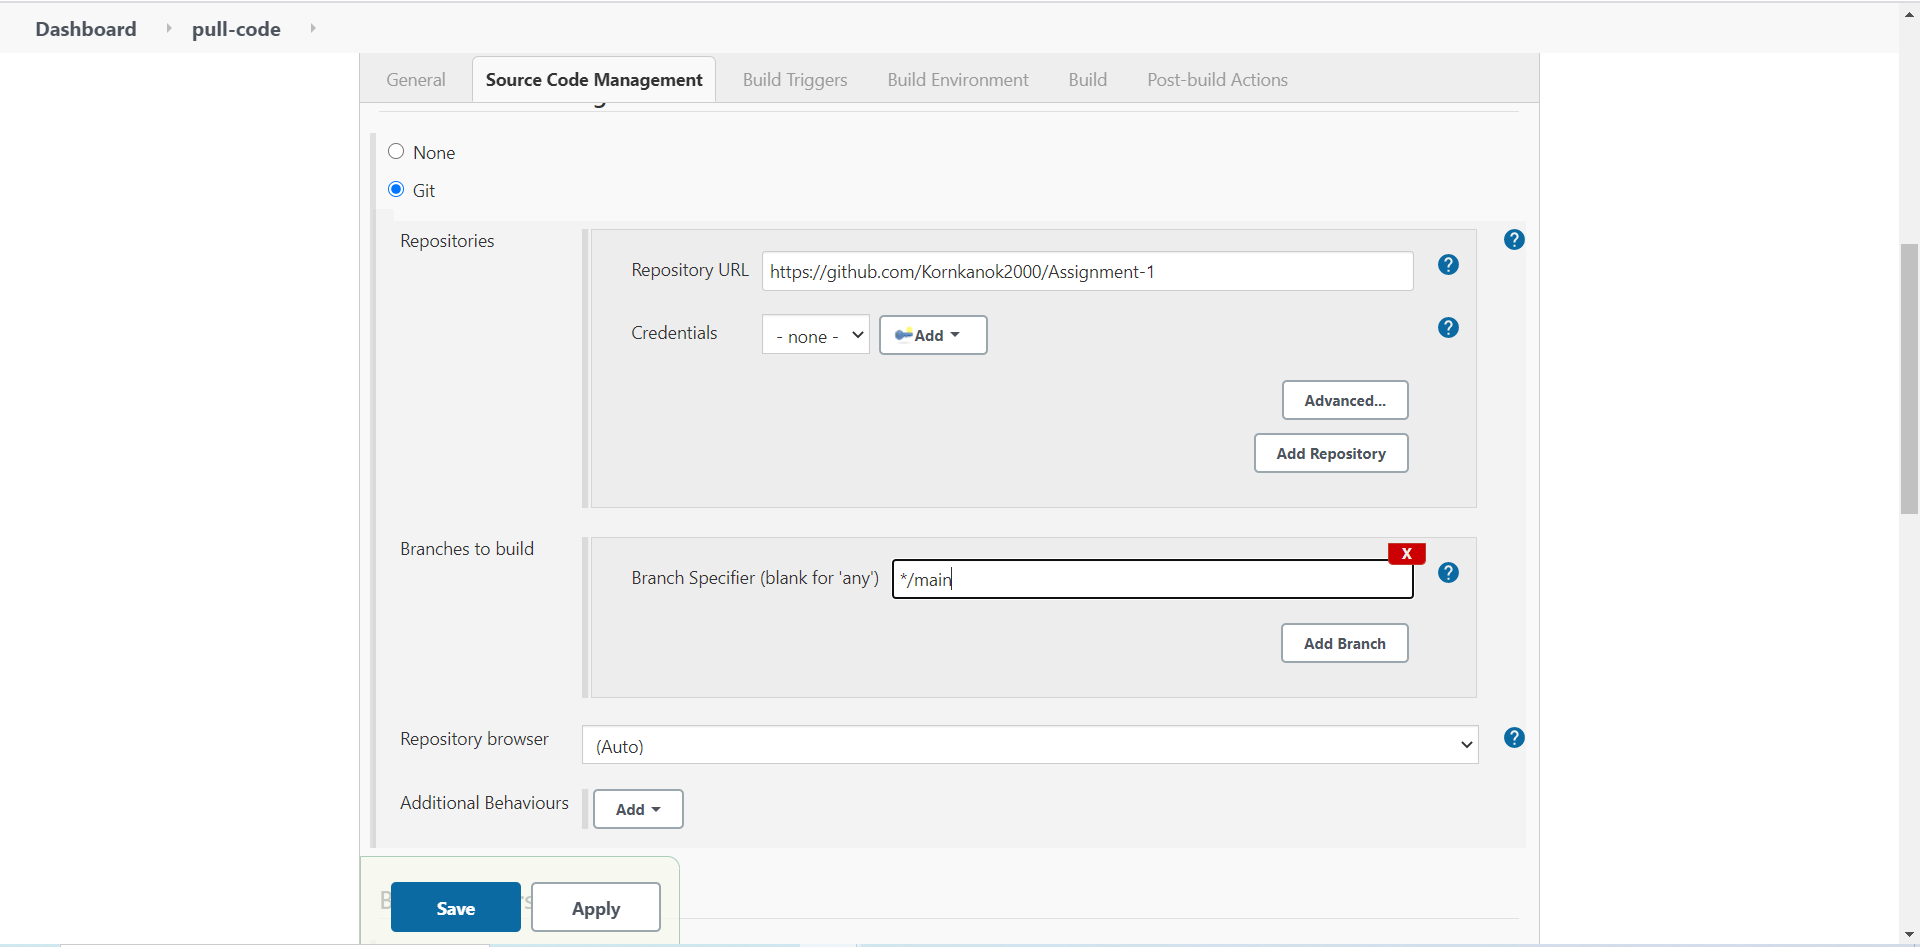 Dashboard pull-code
General Source Code Management Build Triggers Build Environment Build Post-build Actions
None
Git
Repositories
?
Repository URL https://github.com/Kornkanok2000/Assignment-1 ?
Credentials - none - Add ?
Advanced...
Add Repository
Branches to build
X
Branch Specifier (blank for 'any') */main ?
Add Branch
Repository browser (Auto) ?
Additional Behaviours Add
Save Apply